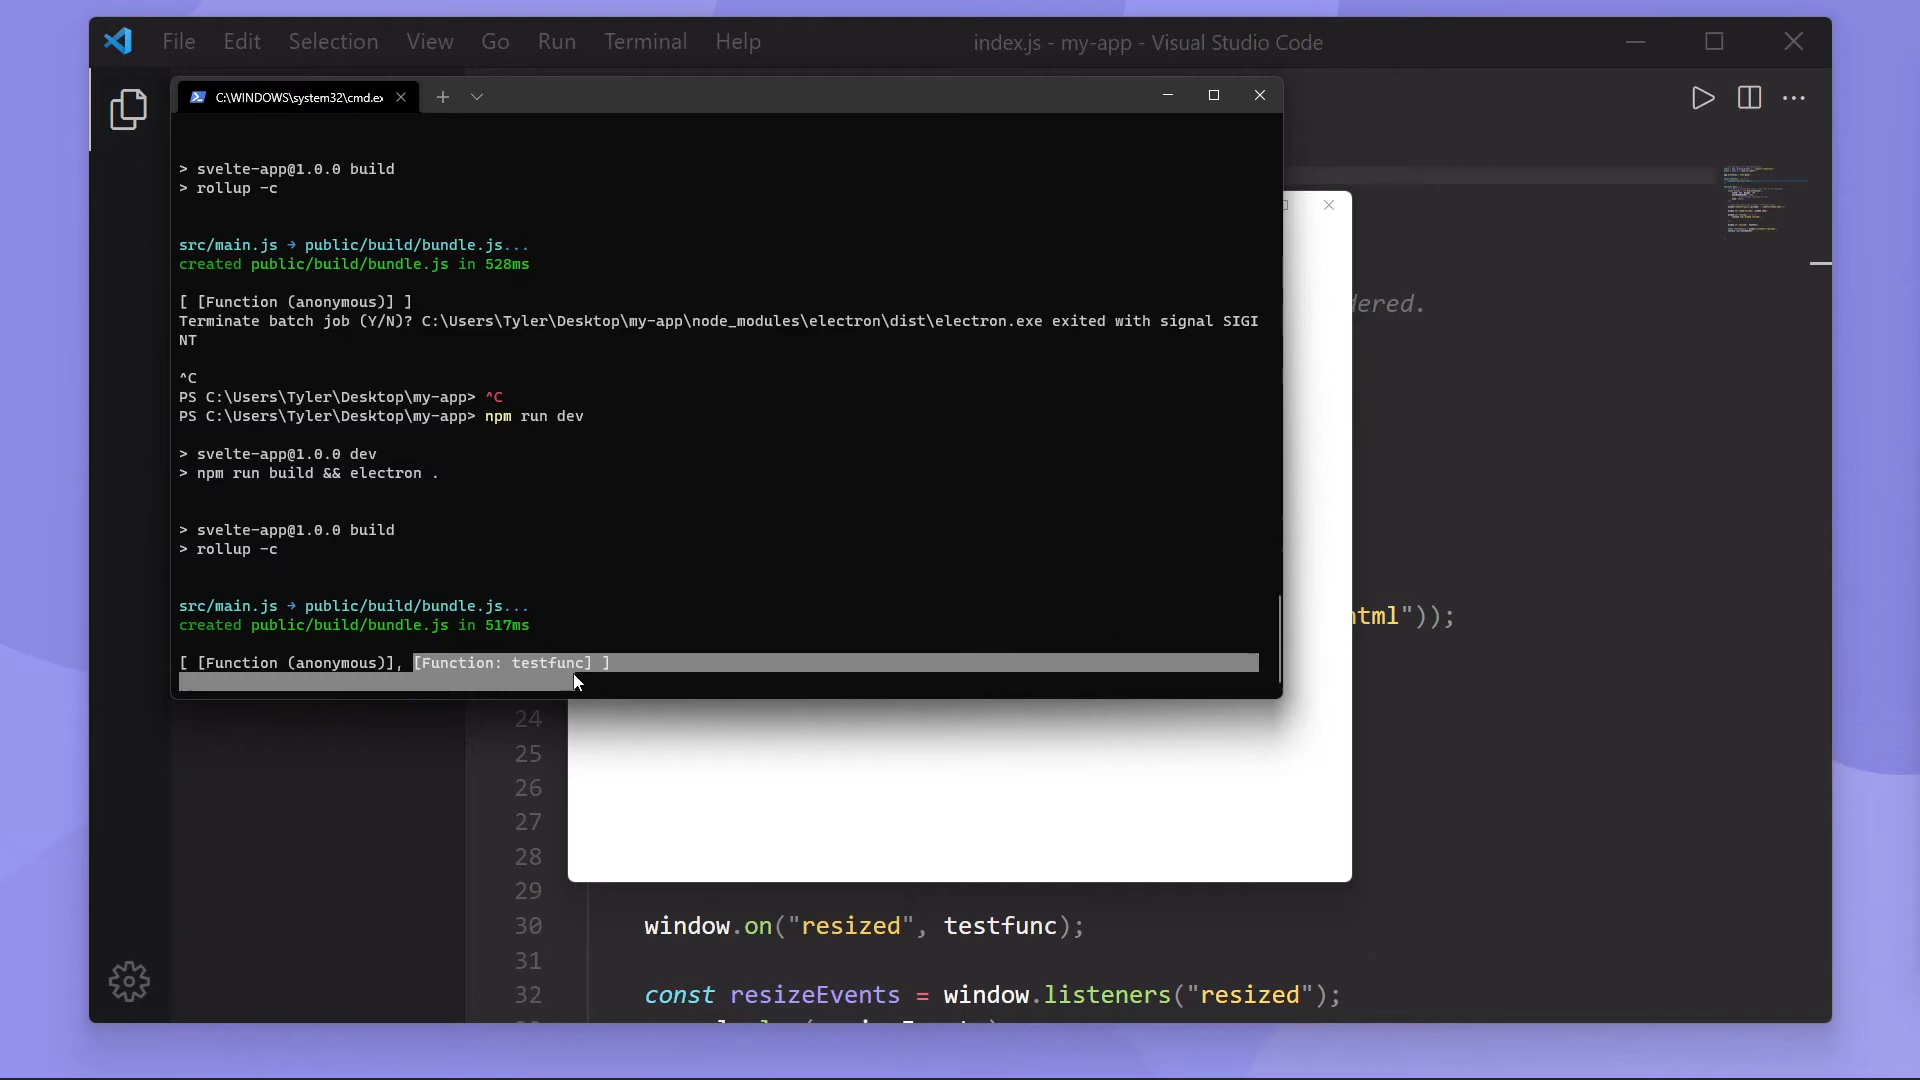 File Edit Selection View Go Run Terminal Help
index.js - my-app - Visual Studio Code
C:\WINDOWS\system32\cmd.ex
> svelte-app@1.0.0 build
> rollup -c
src/main.js → public/build/bundle.js...
created public/build/bundle.js in 528ms
[ [Function (anonymous)] ]
Terminate batch job (Y/N)? C:\Users\Tyler\Desktop\my-app\node_modules\electron\dist\electron.exe exited with signal SIGI
NT
^C
PS C:\Users\Tyler\Desktop\my-app> ^C
PS C:\Users\Tyler\Desktop\my-app> npm run dev
> svelte-app@1.0.0 dev
> npm run build && electron .
> svelte-app@1.0.0 build
> rollup -c
src/main.js → public/build/bundle.js...
created public/build/bundle.js in 517ms
[ [Function (anonymous)], [Function: testfunc] ]
dered.
html"));
24
25
26
27
28
29
30 window.on("resized", testfunc);
31
32 const resizeEvents = window.listeners("resized");